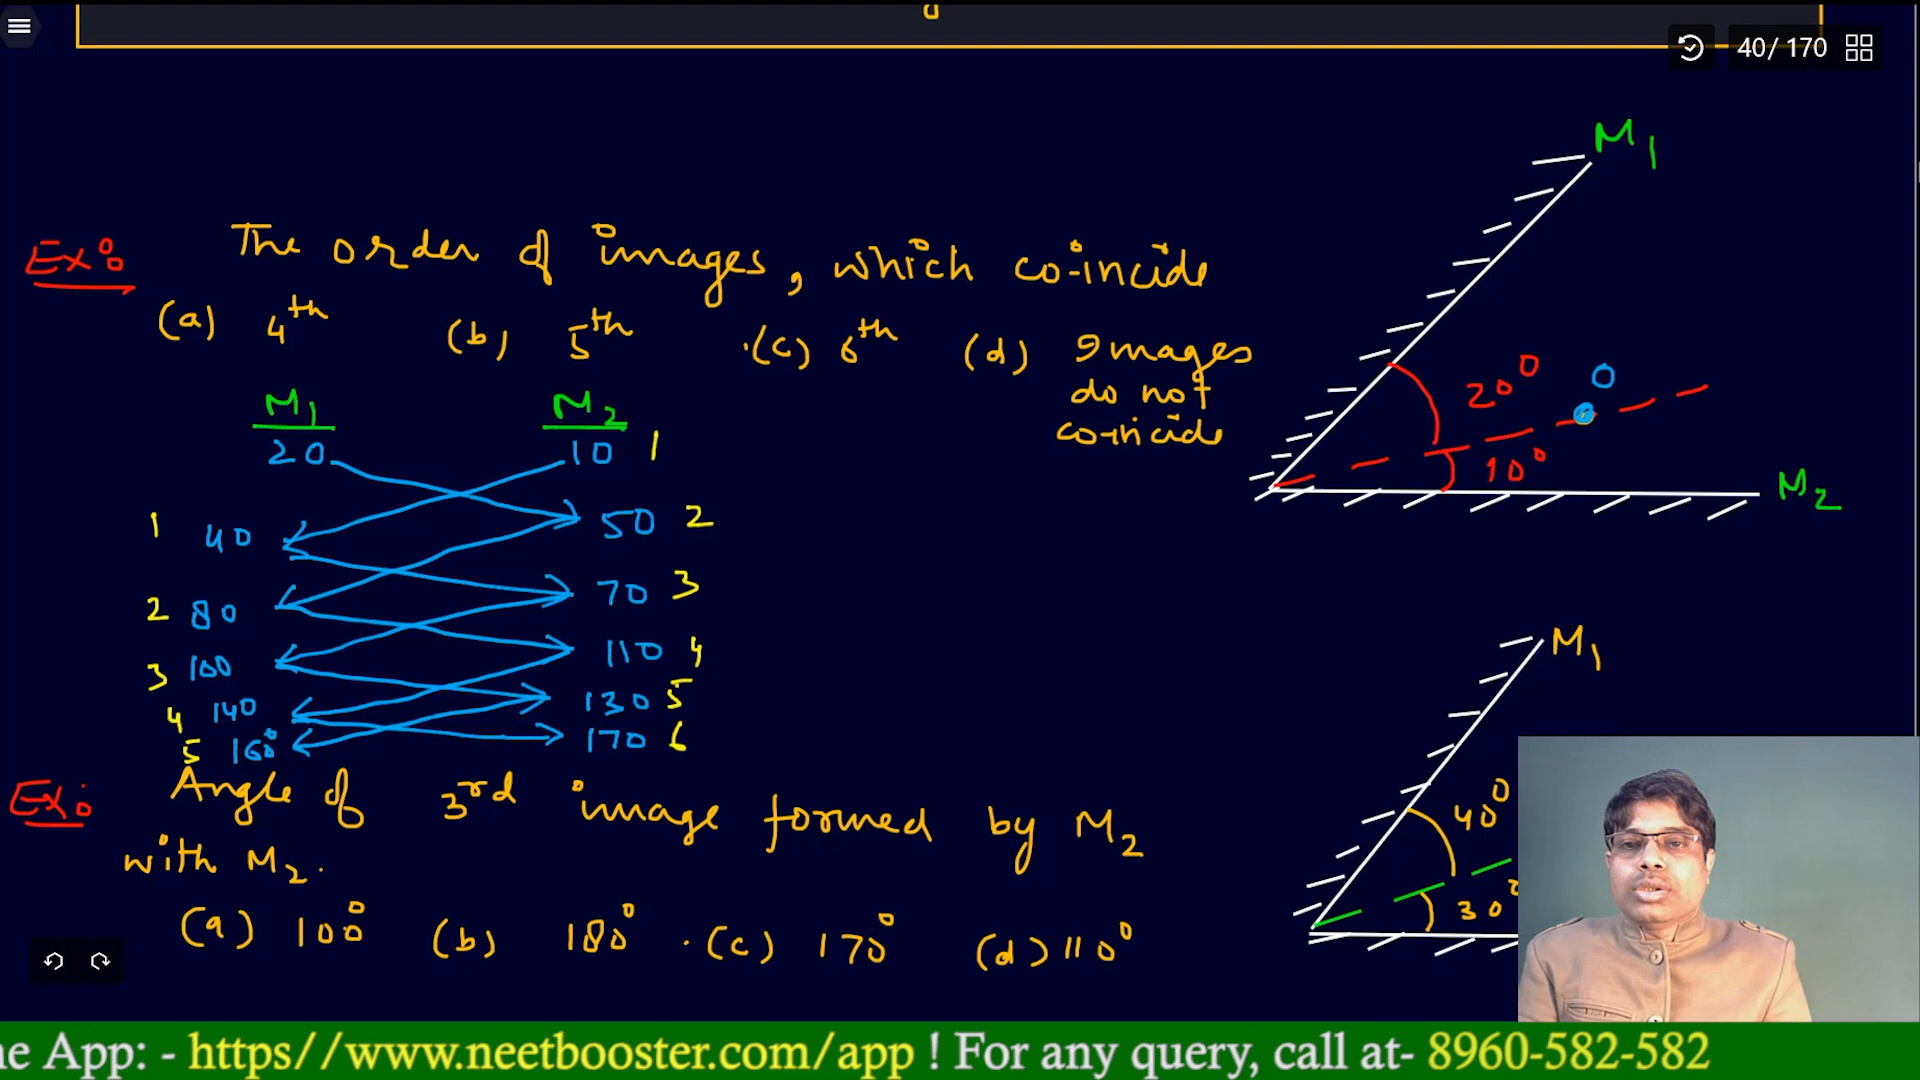 40/ 170
M1
Ex:
The order of images, which co-incide
(a) 4th (b) 5th (c) 6th (d) Images do not co-incide
20° O
10°
M2
M1 M2
20 10 1
1 40 50 2
2 80 70 3
3 100 110 4
4 140 130 5
5 160° 170 6
M1
40°
30°
Ex:
Angle of 3rd image formed by M2
with M2.
(a) 100° (b) 180° (c) 170° (d) 110°
ne App: - https//www.neetbooster.com/app ! For any query, call at- 8960-582-582